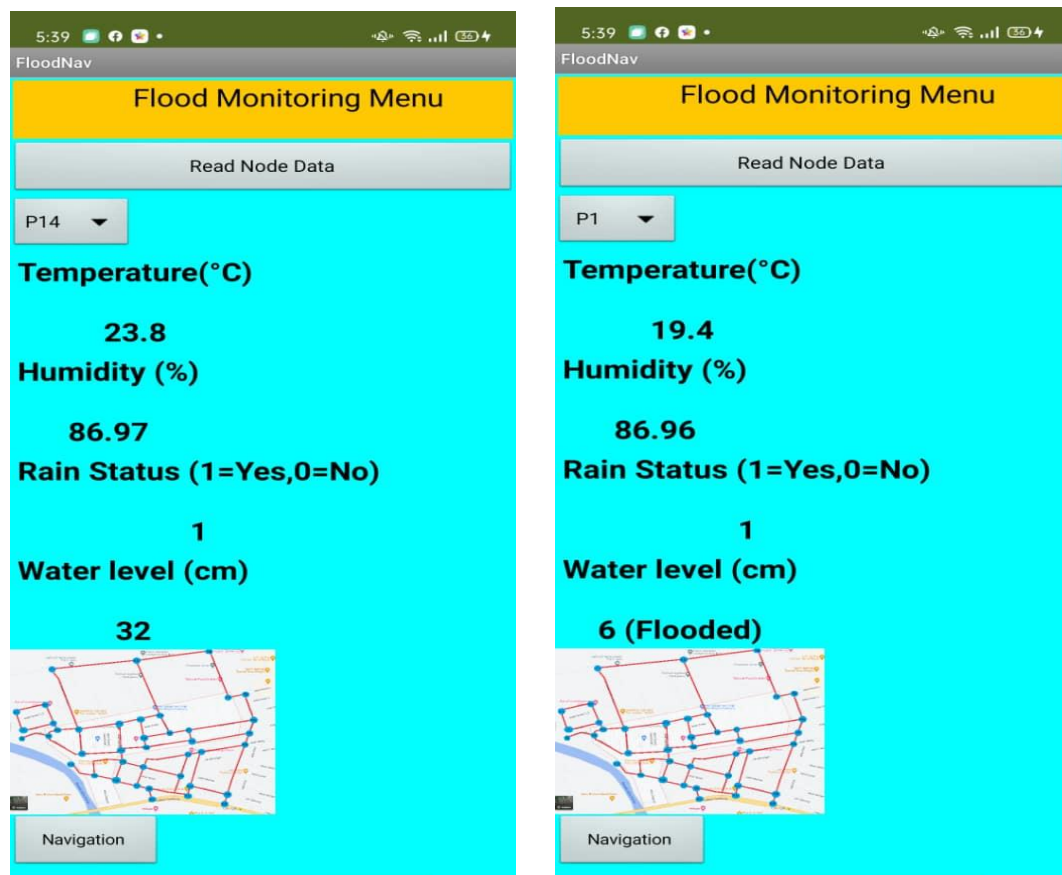 5:39
36
FloodNav
Flood Monitoring Menu
Read Node Data
P14
Temperature(°C)
23.8
Humidity (%)
86.97
Rain Status (1=Yes,0=No)
1
Water level (cm)
32
Navigation
5:39
36
FloodNav
Flood Monitoring Menu
Read Node Data
P1
Temperature(°C)
19.4
Humidity (%)
86.96
Rain Status (1=Yes,0=No)
1
Water level (cm)
6 (Flooded)
Navigation